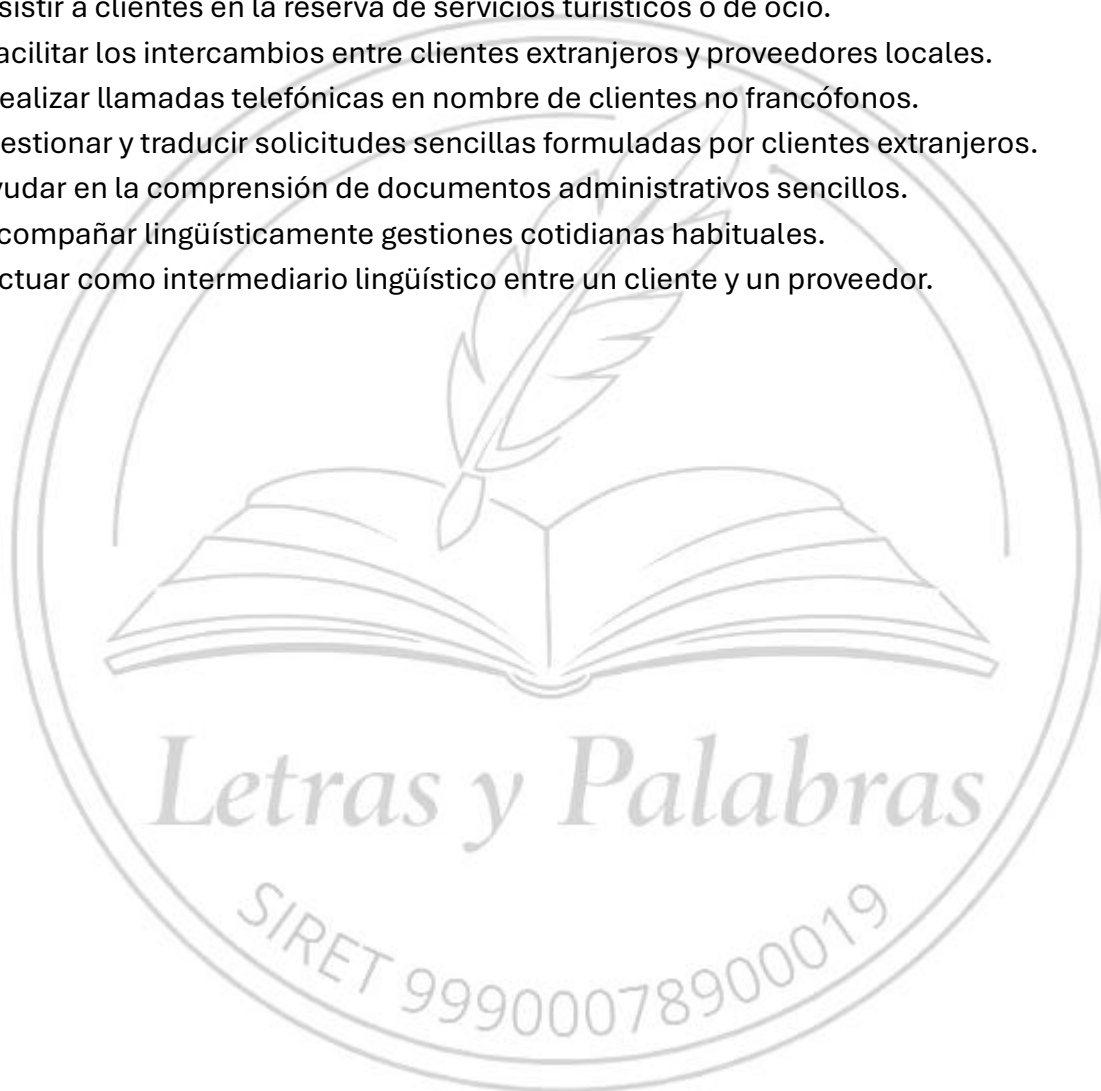 sistir a clientes en la reserva de servicios turísticos o de ocio.
acilitar los intercambios entre clientes extranjeros y proveedores locales.
ealizar llamadas telefónicas en nombre de clientes no francófonos.
estionar y traducir solicitudes sencillas formuladas por clientes extranjeros.
yudar en la comprensión de documentos administrativos sencillos.
compañar lingüísticamente gestiones cotidianas habituales.
ctuar como intermediario lingüístico entre un cliente y un proveedor.
Letras y Palabras
SIRET 99900078900019